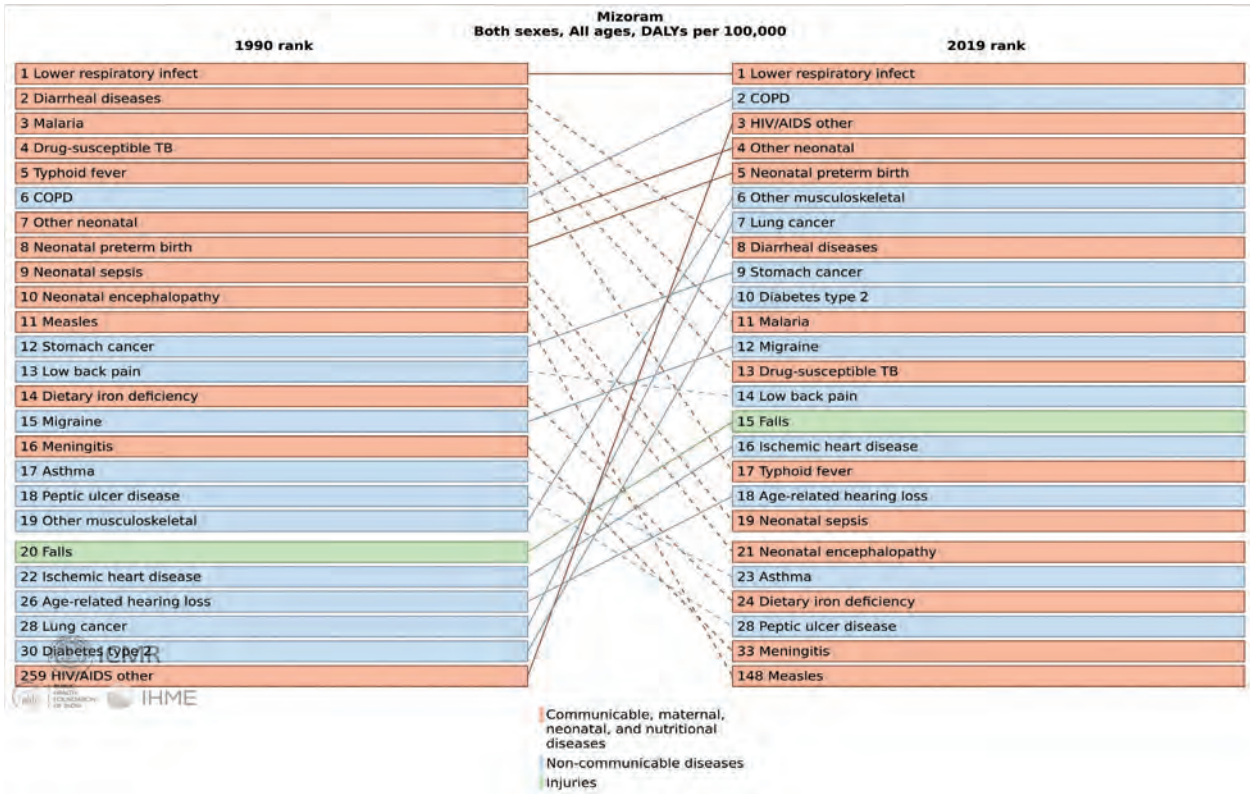 Mizoram
Both sexes, All ages, DALYs per 100,000
1990 rank
2019 rank
1 Lower respiratory infect
2 Diarrheal diseases
3 Malaria
4 Drug-susceptible TB
5 Typhoid fever
6 COPD
7 Other neonatal
8 Neonatal preterm birth
9 Neonatal sepsis
10 Neonatal encephalopathy
11 Measles
12 Stomach cancer
13 Low back pain
14 Dietary iron deficiency
15 Migraine
16 Meningitis
17 Asthma
18 Peptic ulcer disease
19 Other musculoskeletal
20 Falls
22 Ischemic heart disease
26 Age-related hearing loss
28 Lung cancer
30 Diabetes type 2
259 HIV/AIDS other
1 Lower respiratory infect
2 COPD
3 HIV/AIDS other
4 Other neonatal
5 Neonatal preterm birth
6 Other musculoskeletal
7 Lung cancer
8 Diarrheal diseases
9 Stomach cancer
10 Diabetes type 2
11 Malaria
12 Migraine
13 Drug-susceptible TB
14 Low back pain
15 Falls
16 Ischemic heart disease
17 Typhoid fever
18 Age-related hearing loss
19 Neonatal sepsis
21 Neonatal encephalopathy
23 Asthma
24 Dietary iron deficiency
28 Peptic ulcer disease
33 Meningitis
148 Measles
ICMR
IHME
Communicable, maternal,
neonatal, and nutritional
diseases
Non-communicable diseases
Injuries